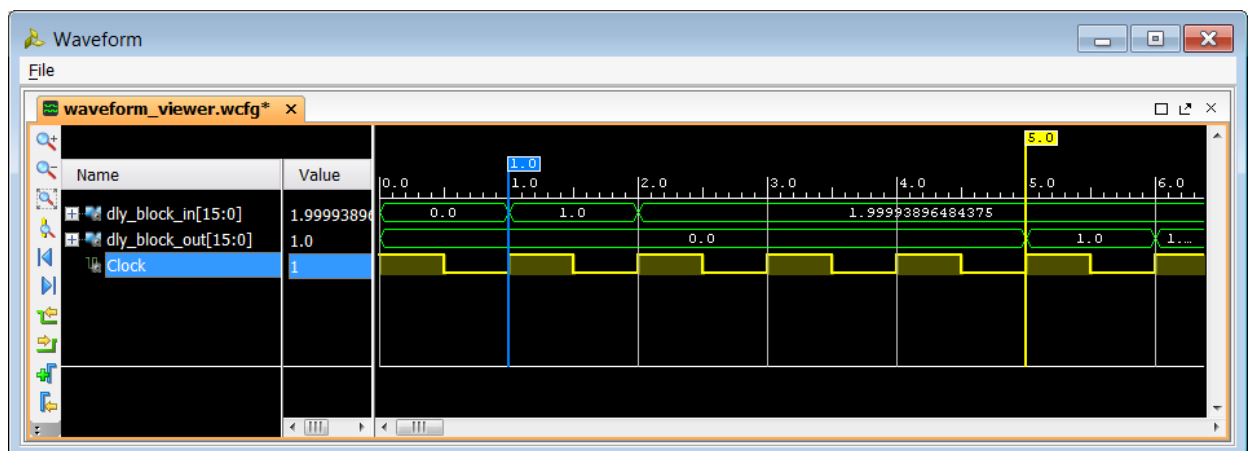 Waveform
File
waveform_viewer.wcfg*
5.0
1.0
Name Value 0.0 1.0 2.0 3.0 4.0 5.0 6.0
dly_block_in[15:0] 1.9999389 0.0 1.0 1.99993896484375
dly_block_out[15:0] 1.0 0.0 1.0 1.…
Clock 1